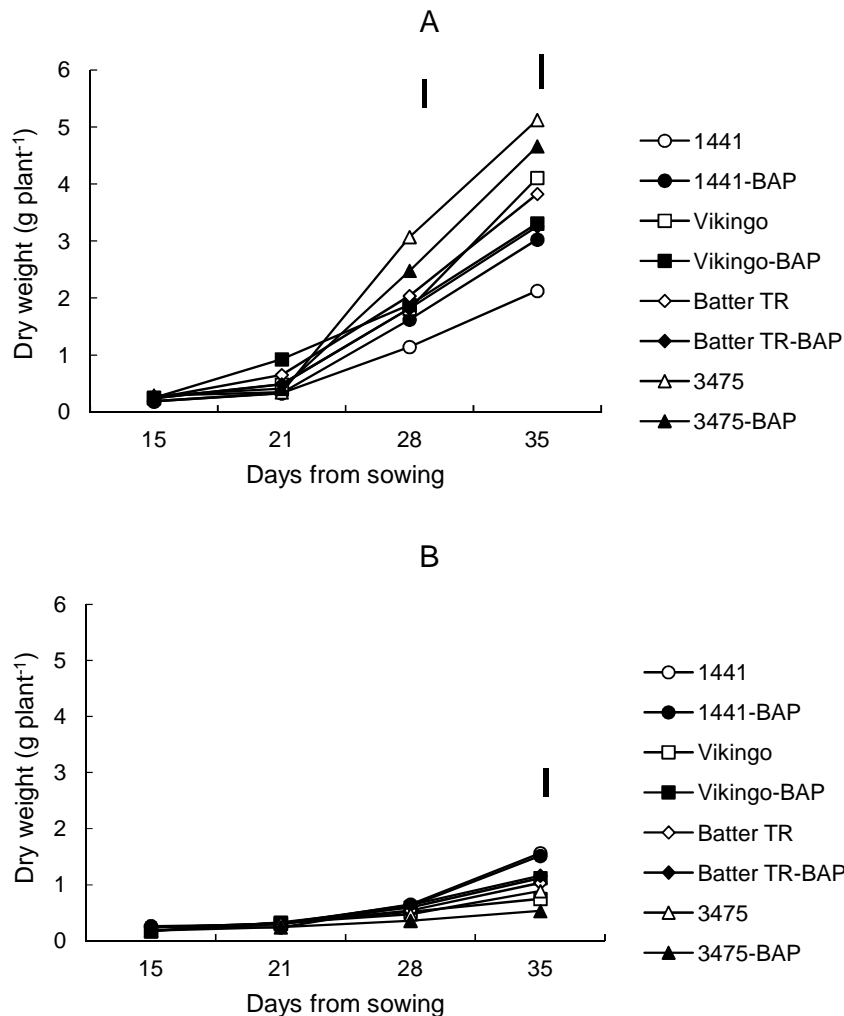 A
6
5
4
3
2
1
0
Dry weight (g plant⁻¹)
15 21 28 35
Days from sowing
1441
1441-BAP
Vikingo
Vikingo-BAP
Batter TR
Batter TR-BAP
3475
3475-BAP
B
6
5
4
3
2
1
0
Dry weight (g plant⁻¹)
15 21 28 35
Days from sowing
1441
1441-BAP
Vikingo
Vikingo-BAP
Batter TR
Batter TR-BAP
3475
3475-BAP